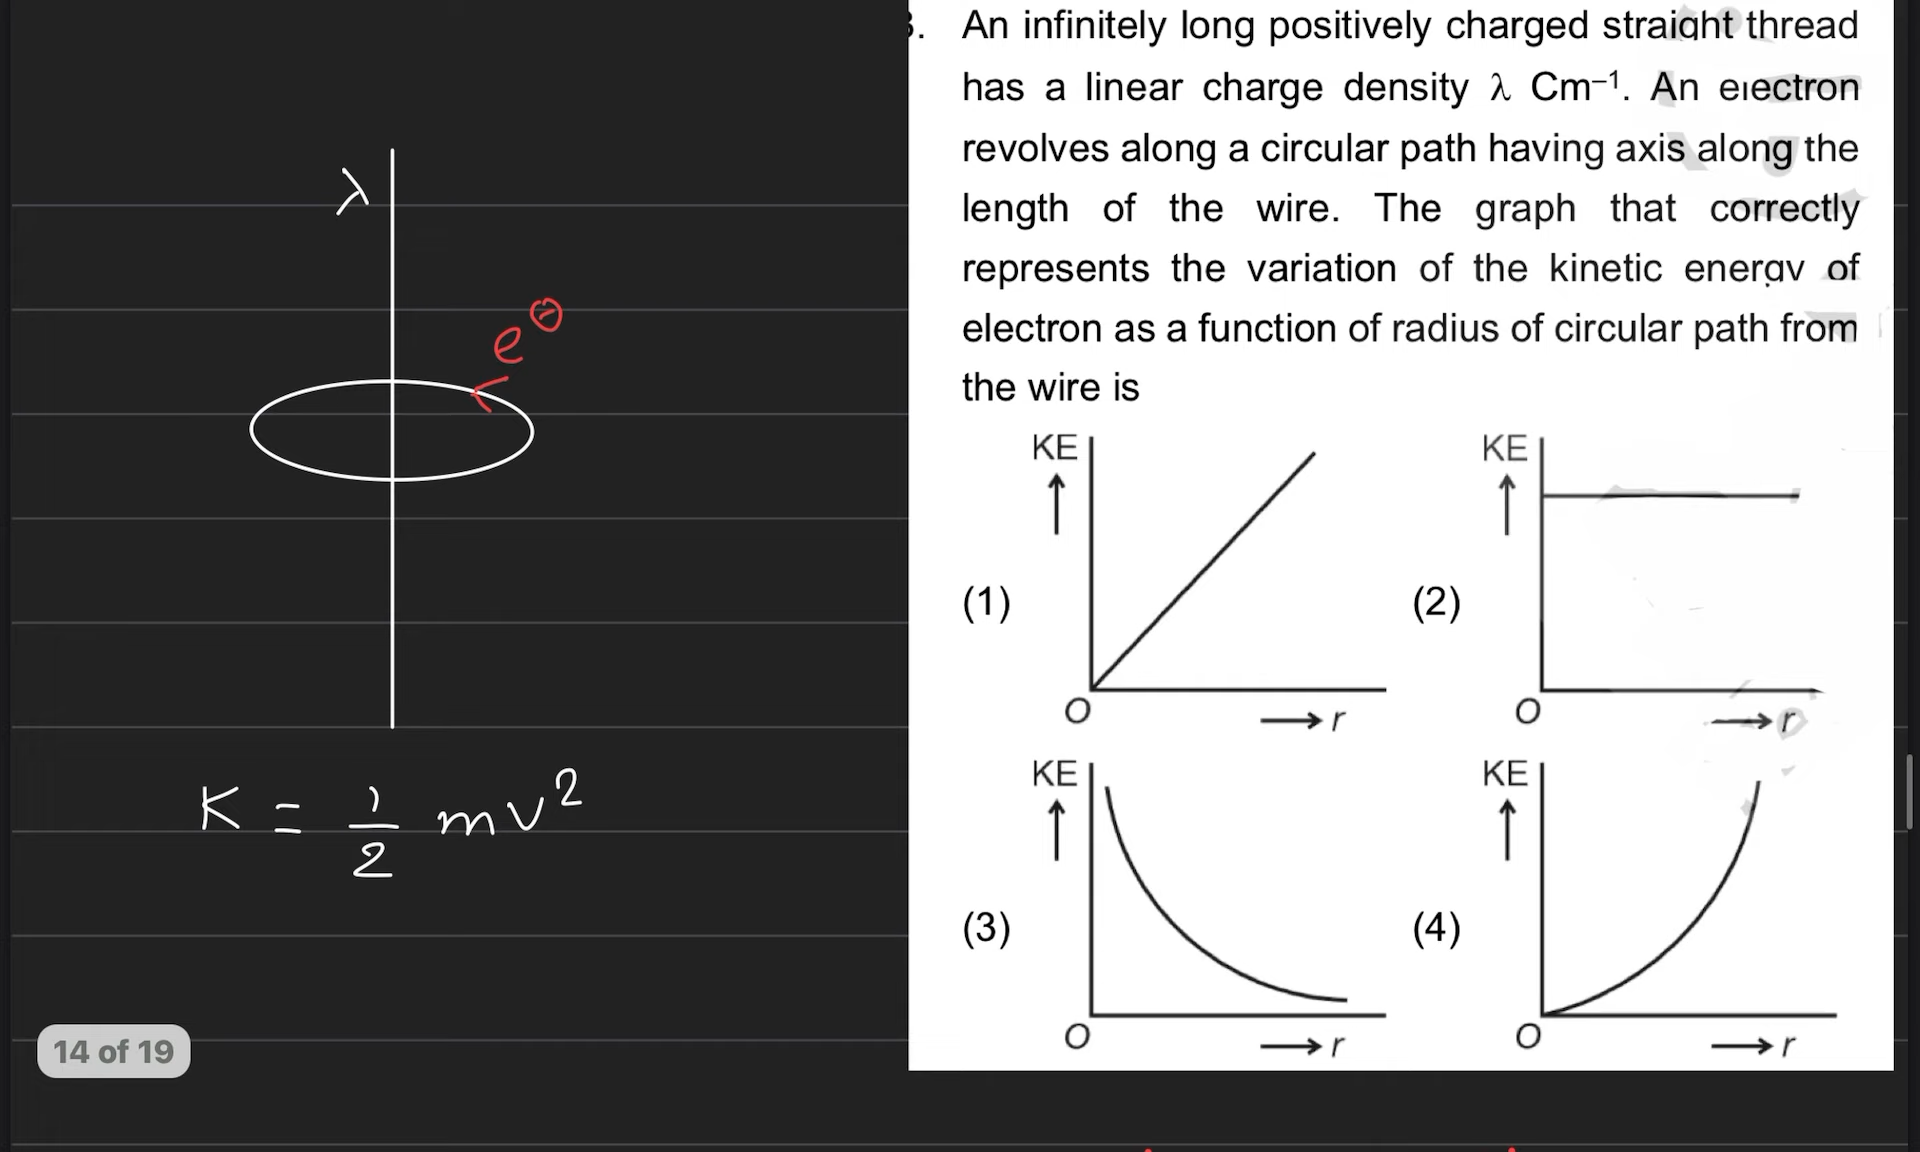 λ
e⊖
K = 1/2 mv²
14 of 19
3. An infinitely long positively charged straight thread
has a linear charge density λ Cm⁻¹. An electron
revolves along a circular path having axis along the
length of the wire. The graph that correctly
represents the variation of the kinetic energy of
electron as a function of radius of circular path from
the wire is
(1) KE ↑ O → r
(2) KE ↑ O → r
(3) KE ↑ O → r
(4) KE ↑ O → r